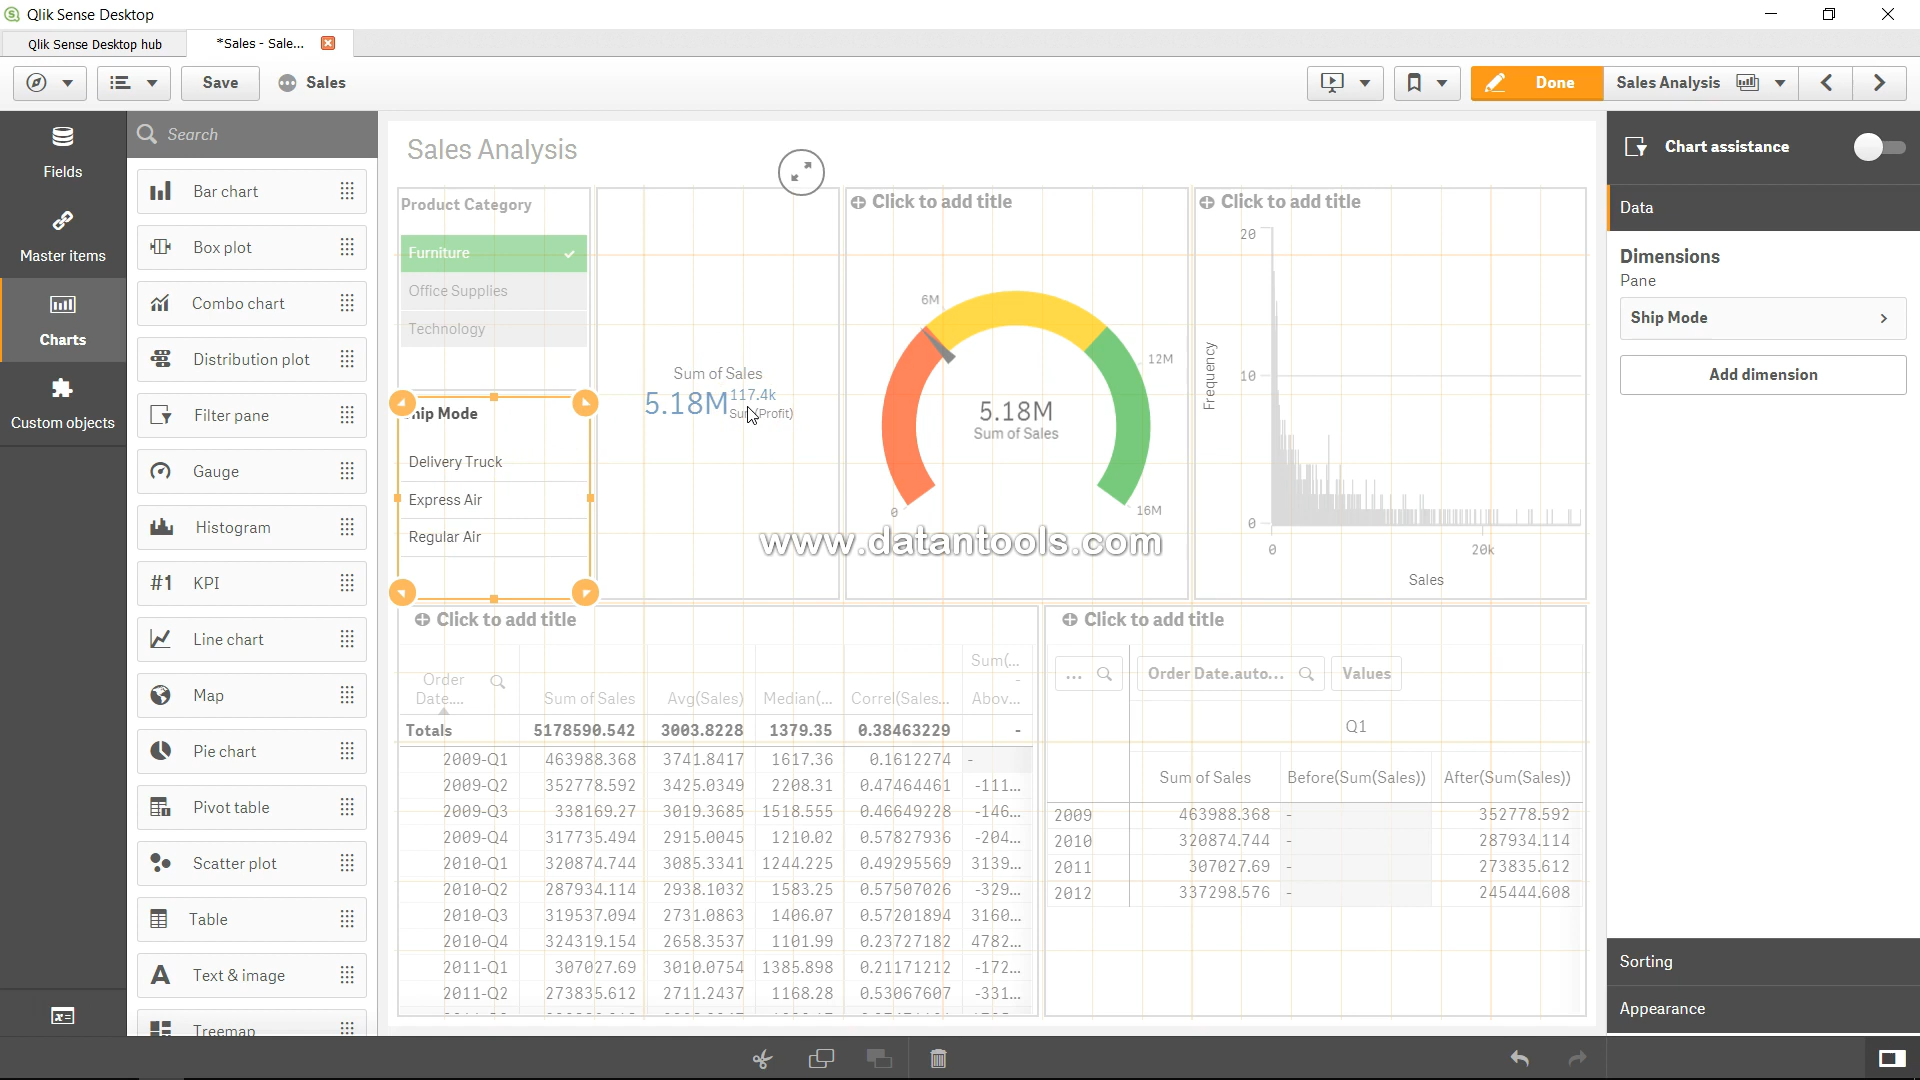 Qlik Sense Desktop
Qlik Sense Desktop hub
*Sales - Sale...
Save
Sales
Done
Sales Analysis
Fields
Master items
Charts
Custom objects
Search
Bar chart
Box plot
Combo chart
Distribution plot
Filter pane
Gauge
Histogram
#1 KPI
Line chart
Map
Pie chart
Pivot table
Scatter plot
Table
A Text & image
Treemap
Sales Analysis
Product Category
Furniture
Office Supplies
Technology
Ship Mode
Delivery Truck
Express Air
Regular Air
Sum of Sales
5.18M
117.4k
Sum(Profit)
Click to add title
6M
12M
0
16M
5.18M
Sum of Sales
Click to add title
20
10
0
Frequency
0
20k
Sales
www.datantools.com
Click to add title
Order Date.... Sum of Sales Avg(Sales) Median(... Correl(Sales... Sum(... - Abov...
Totals 5178590.542 3003.8228 1379.35 0.38463229 -
2009-Q1 463988.368 3741.8417 1617.36 0.1612274 -
2009-Q2 352778.592 3425.0349 2208.31 0.47464461 -111...
2009-Q3 338169.27 3019.3685 1518.555 0.46649228 -146...
2009-Q4 317735.494 2915.0045 1210.02 0.57827936 -204...
2010-Q1 320874.744 3085.3341 1244.225 0.49295569 3139...
2010-Q2 287934.114 2938.1032 1583.25 0.57507026 -329...
2010-Q3 319537.094 2731.0863 1406.07 0.57201894 3160...
2010-Q4 324319.154 2658.3537 1101.99 0.23727182 4782...
2011-Q1 307027.69 3010.0754 1385.898 0.21171212 -172...
2011-Q2 273835.612 2711.2437 1168.28 0.53067607 -331...
Click to add title
... Order Date.auto... Values
Q1
Sum of Sales Before(Sum(Sales)) After(Sum(Sales))
2009 463988.368 - 352778.592
2010 320874.744 - 287934.114
2011 307027.69 - 273835.612
2012 337298.576 - 245444.608
Chart assistance
Data
Dimensions
Pane
Ship Mode
Add dimension
Sorting
Appearance